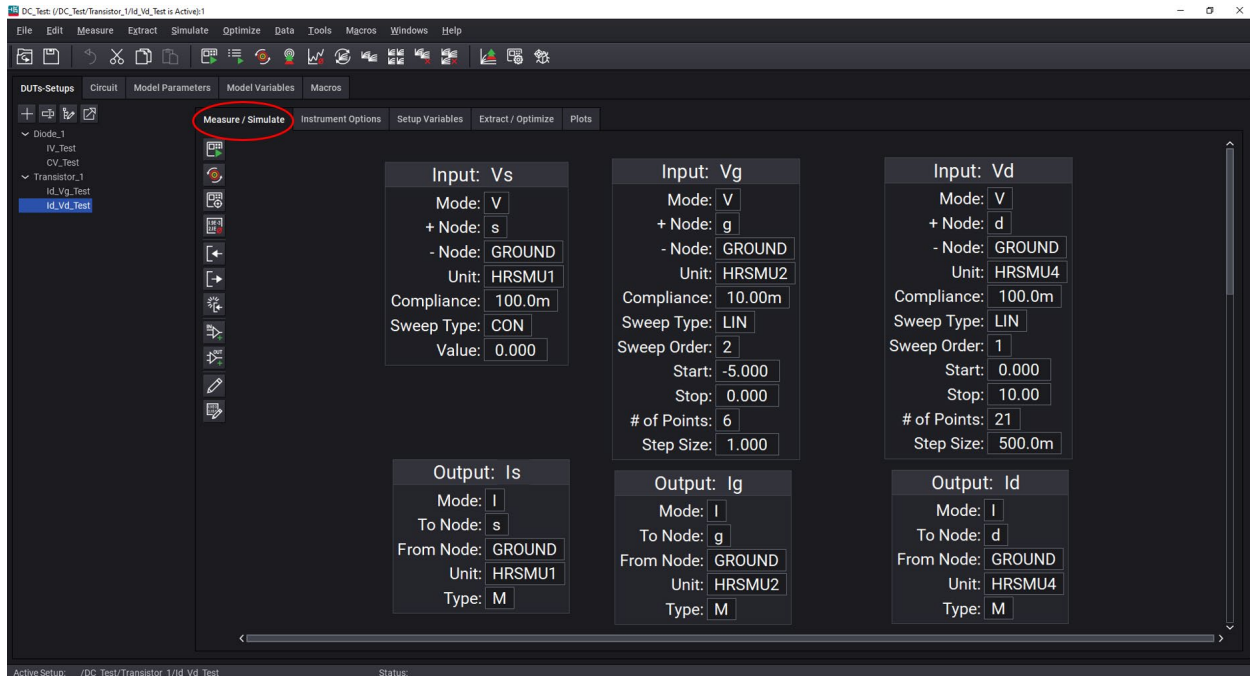 DC_Test: (/DC_Test/Transistor_1/Id_Vd_Test is Active):1
File Edit Measure Extract Simulate Optimize Data Tools Macros Windows Help
DUTs-Setups Circuit Model Parameters Model Variables Macros
Diode_1
IV_Test
CV_Test
Transistor_1
Id_Vg_Test
Id_Vd_Test
Measure / Simulate Instrument Options Setup Variables Extract / Optimize Plots
Input: Vs
Mode: V
+ Node: s
- Node: GROUND
Unit: HRSMU1
Compliance: 100.0m
Sweep Type: CON
Value: 0.000
Input: Vg
Mode: V
+ Node: g
- Node: GROUND
Unit: HRSMU2
Compliance: 10.00m
Sweep Type: LIN
Sweep Order: 2
Start: -5.000
Stop: 0.000
# of Points: 6
Step Size: 1.000
Input: Vd
Mode: V
+ Node: d
- Node: GROUND
Unit: HRSMU4
Compliance: 100.0m
Sweep Type: LIN
Sweep Order: 1
Start: 0.000
Stop: 10.00
# of Points: 21
Step Size: 500.0m
Output: Is
Mode: I
To Node: s
From Node: GROUND
Unit: HRSMU1
Type: M
Output: Ig
Mode: I
To Node: g
From Node: GROUND
Unit: HRSMU2
Type: M
Output: Id
Mode: I
To Node: d
From Node: GROUND
Unit: HRSMU4
Type: M
Active Setup: /DC_Test/Transistor_1/Id_Vd_Test Status: